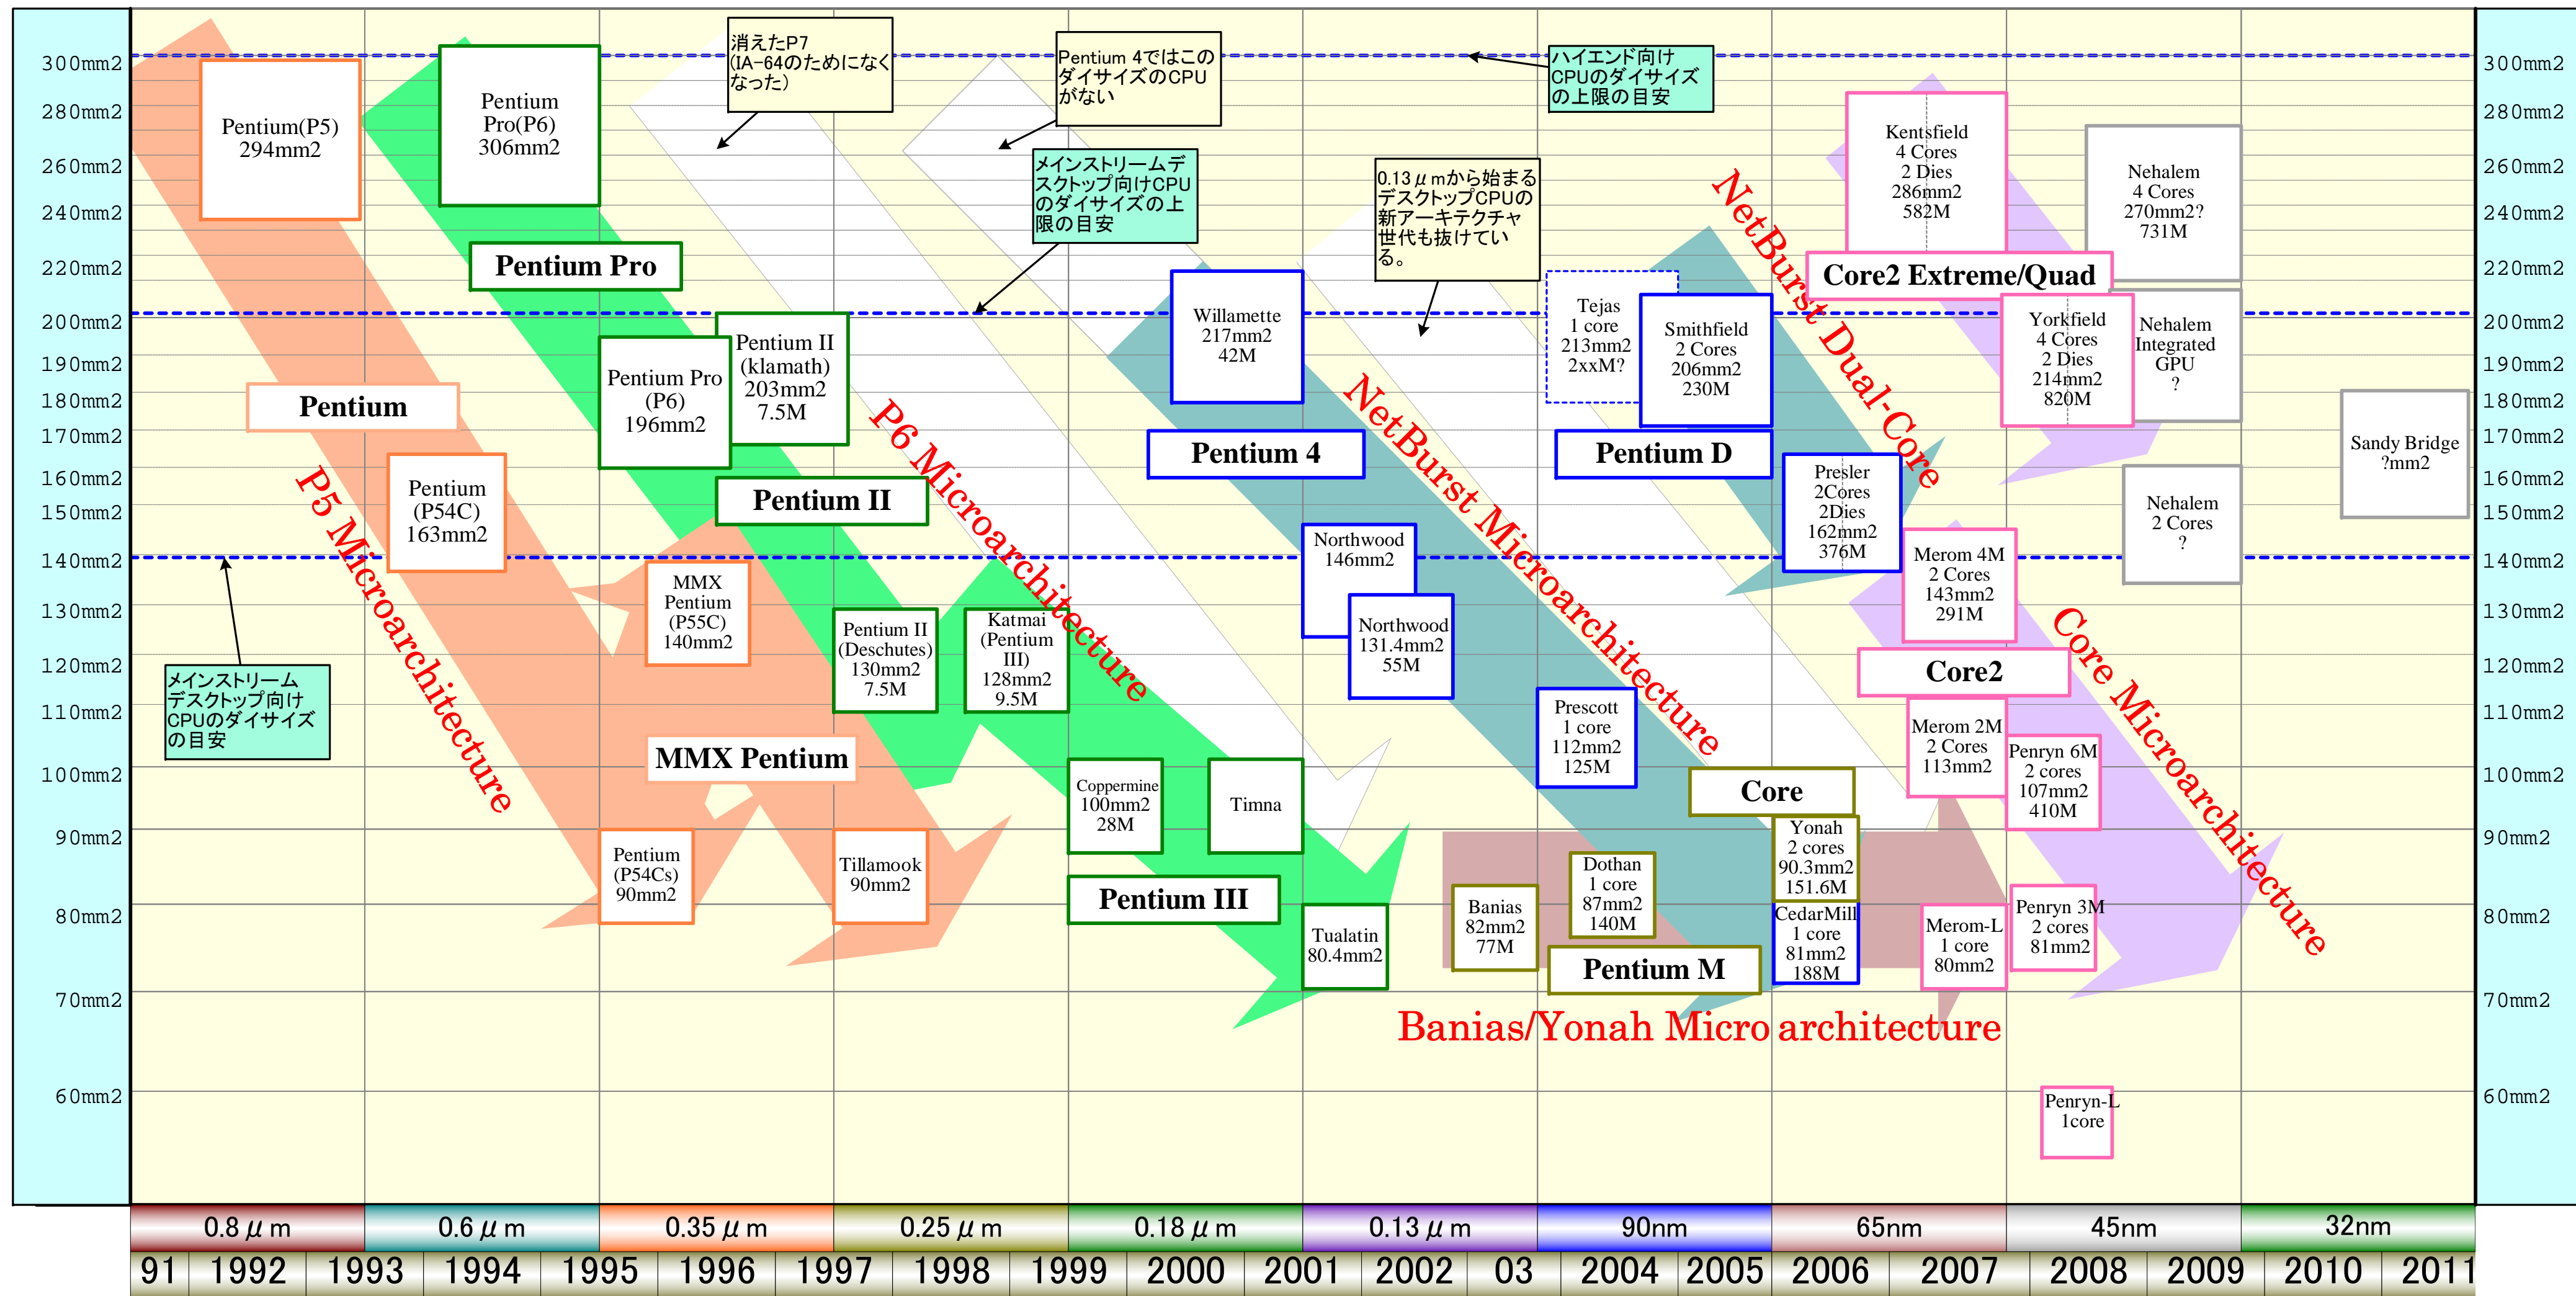 300mm2
280mm2
260mm2
240mm2
220mm2
200mm2
190mm2
180mm2
170mm2
160mm2
150mm2
140mm2
130mm2
120mm2
110mm2
100mm2
90mm2
80mm2
70mm2
60mm2
Pentium(P5)
294mm2
Pentium
Pro(P6)
306mm2
消えたP7
(IA-64のためになく
なった)
Pentium 4ではこの
ダイサイズのCPU
がない
ハイエンド向け
CPUのダイサイズ
の上限の目安
メインストリームデ
スクトップ向けCPU
のダイサイズの上
限の目安
0.13μmから始まる
デスクトップCPUの
新アーキテクチャ
世代も抜けてい
る。
Kentsfield
4 Cores
2 Dies
286mm2
582M
Nehalem
4 Cores
270mm2?
731M
Pentium Pro
Core2 Extreme/Quad
Pentium II
(klamath)
203mm2
7.5M
Pentium Pro
(P6)
196mm2
Willamette
217mm2
42M
Tejas
1 core
213mm2
2xxM?
Smithfield
2 Cores
206mm2
230M
Yorkfield
4 Cores
2 Dies
214mm2
820M
Nehalem
Integrated
GPU
?
Pentium
Pentium 4
Pentium D
Sandy Bridge
?mm2
Pentium
(P54C)
163mm2
Pentium II
Presler
2Cores
2Dies
162mm2
376M
Nehalem
2 Cores
?
P5 Microarchitecture
P6 Microarchitecture
NetBurst Microarchitecture
NetBurst Dual-Core
Core Microarchitecture
MMX
Pentium
(P55C)
140mm2
Northwood
146mm2
Northwood
131.4mm2
55M
Merom 4M
2 Cores
143mm2
291M
Pentium II
(Deschutes)
130mm2
7.5M
Katmai
(Pentium
III)
128mm2
9.5M
メインストリーム
デスクトップ向け
CPUのダイサイズ
の目安
Core2
Prescott
1 core
112mm2
125M
Merom 2M
2 Cores
113mm2
Penryn 6M
2 cores
107mm2
410M
MMX Pentium
Coppermine
100mm2
28M
Timna
Core
Pentium
(P54Cs)
90mm2
Tillamook
90mm2
Yonah
2 cores
90.3mm2
151.6M
Dothan
1 core
87mm2
140M
Pentium III
Banias
82mm2
77M
CedarMill
1 core
81mm2
188M
Merom-L
1 core
80mm2
Penryn 3M
2 cores
81mm2
Tualatin
80.4mm2
Pentium M
Banias/Yonah Micro architecture
Penryn-L
1core
300mm2
280mm2
260mm2
240mm2
220mm2
200mm2
190mm2
180mm2
170mm2
160mm2
150mm2
140mm2
130mm2
120mm2
110mm2
100mm2
90mm2
80mm2
70mm2
60mm2
0.8μm 0.6μm 0.35μm 0.25μm 0.18μm 0.13μm 90nm 65nm 45nm 32nm
91 1992 1993 1994 1995 1996 1997 1998 1999 2000 2001 2002 03 2004 2005 2006 2007 2008 2009 2010 2011